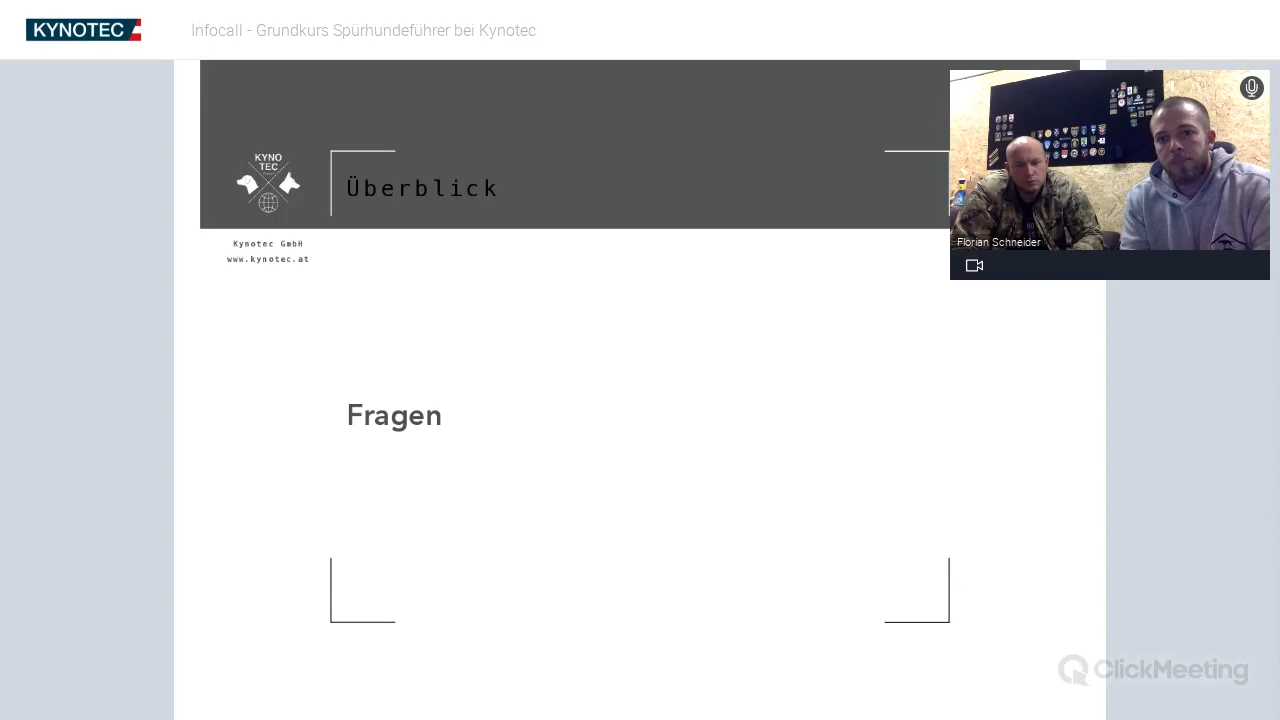 KYNOTEC
Infocall - Grundkurs Spürhundeführer bei Kynotec
KYNO
TEC
Überblick
Kynotec GmbH
www.kynotec.at
Florian Schneider
Fragen
ClickMeeting